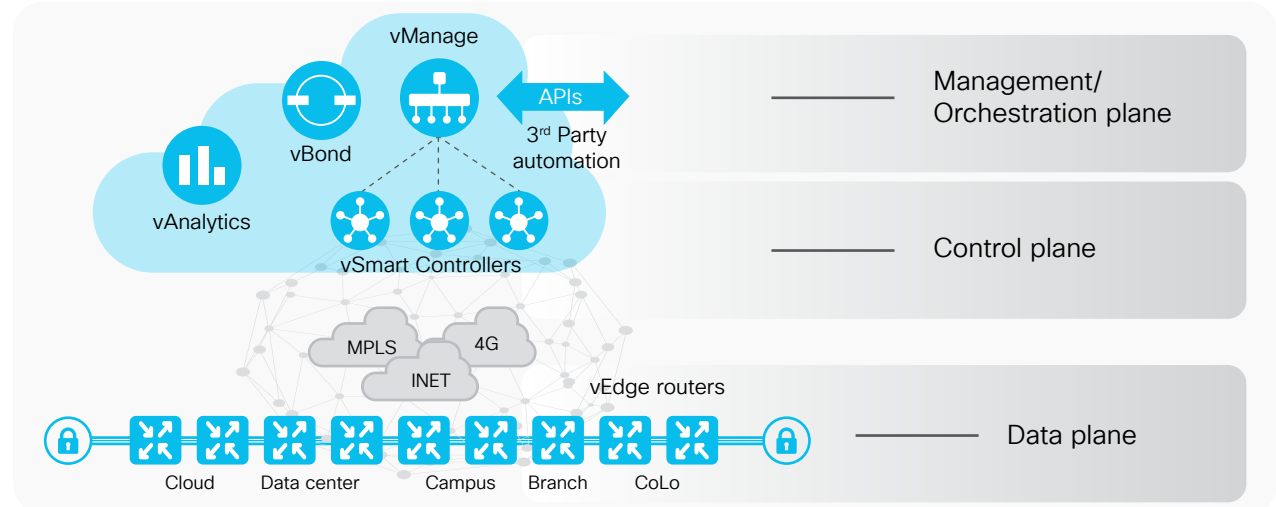 vManage
APIs
3rd Party
automation
vBond
vAnalytics
vSmart Controllers
Management/
Orchestration plane
Control plane
MPLS
4G
INET
vEdge routers
Data plane
Cloud
Data center
Campus
Branch
CoLo